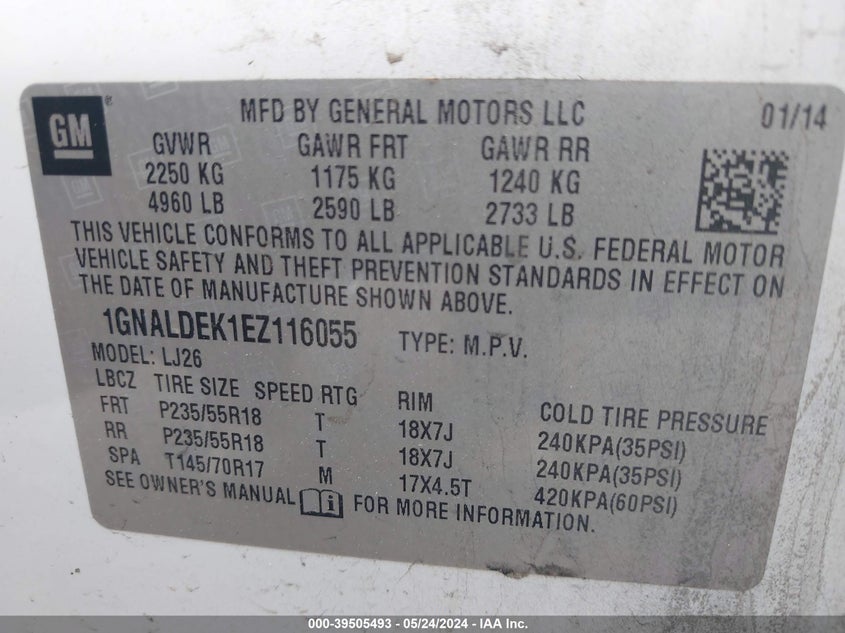 GM ® MFD BY GENERAL MOTORS LLC 01/14
GVWR GAWR FRT GAWR RR
2250 KG 1175 KG 1240 KG
4960 LB 2590 LB 2733 LB
THIS VEHICLE CONFORMS TO ALL APPLICABLE U.S. FEDERAL MOTOR
VEHICLE SAFETY AND THEFT PREVENTION STANDARDS IN EFFECT ON
THE DATE OF MANUFACTURE SHOWN ABOVE.
1GNALDEK1EZ116055 TYPE: M.P.V.
MODEL: LJ26
LBCZ TIRE SIZE SPEED RTG RIM COLD TIRE PRESSURE
FRT P235/55R18 T 18X7J 240KPA(35PSI)
RR P235/55R18 T 18X7J 240KPA(35PSI)
SPA T145/70R17 M 17X4.5T 420KPA(60PSI)
SEE OWNER'S MANUAL FOR MORE INFORMATION.
000-39505493 - 05/24/2024 - IAA Inc.